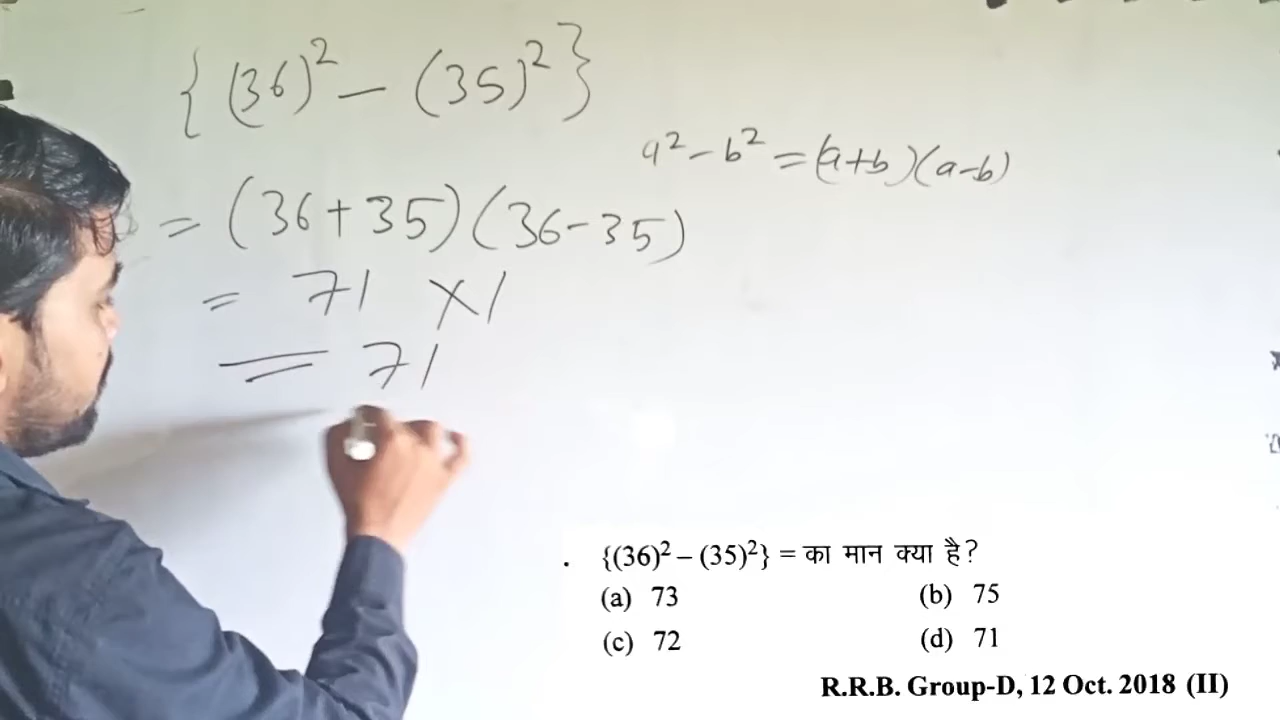 {(36)² – (35)²}
a² – b² = (a+b)(a–b)
= (36+35)(36–35)
= 71 × 1
= 71
. {(36)² – (35)²} = का मान क्या है?
(a) 73 (b) 75
(c) 72 (d) 71
R.R.B. Group-D, 12 Oct. 2018 (II)